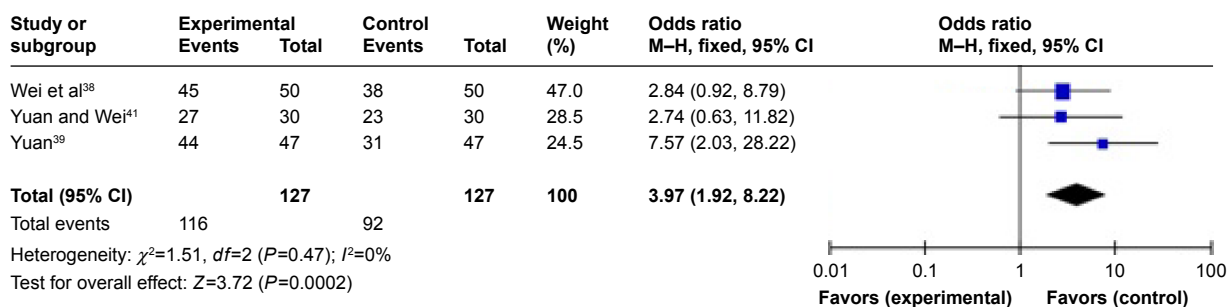 Study or subgroup Experimental Control Weight (%) Odds ratio M–H, fixed, 95% CI Odds ratio M–H, fixed, 95% CI
Events Total Events Total
Wei et al³⁸ 45 50 38 50 47.0 2.84 (0.92, 8.79)
Yuan and Wei⁴¹ 27 30 23 30 28.5 2.74 (0.63, 11.82)
Yuan³⁹ 44 47 31 47 24.5 7.57 (2.03, 28.22)
Total (95% CI) 127 127 100 3.97 (1.92, 8.22)
Total events 116 92
Heterogeneity: χ²=1.51, df=2 (P=0.47); I²=0%
Test for overall effect: Z=3.72 (P=0.0002)
0.01 0.1 1 10 100
Favors (experimental) Favors (control)